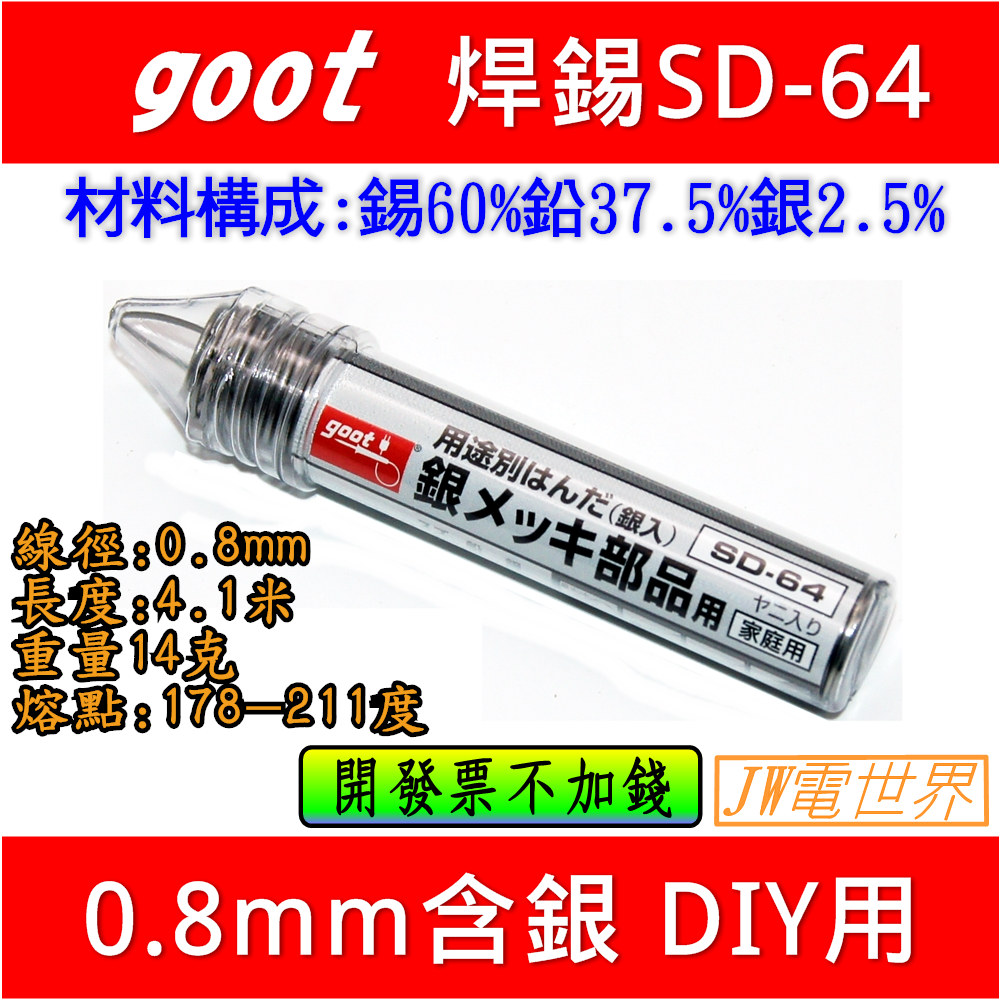 goot 焊錫SD-64
材料構成:錫60%鉛37.5%銀2.5%
goot
用途別はんだ(銀入)
銀メッキ部品用
SD-64
ヤニ入り
家庭用
線徑:0.8mm
長度:4.1米
重量14克
熔點:178-211度
開發票不加錢
JW電世界
0.8mm含銀 DIY用